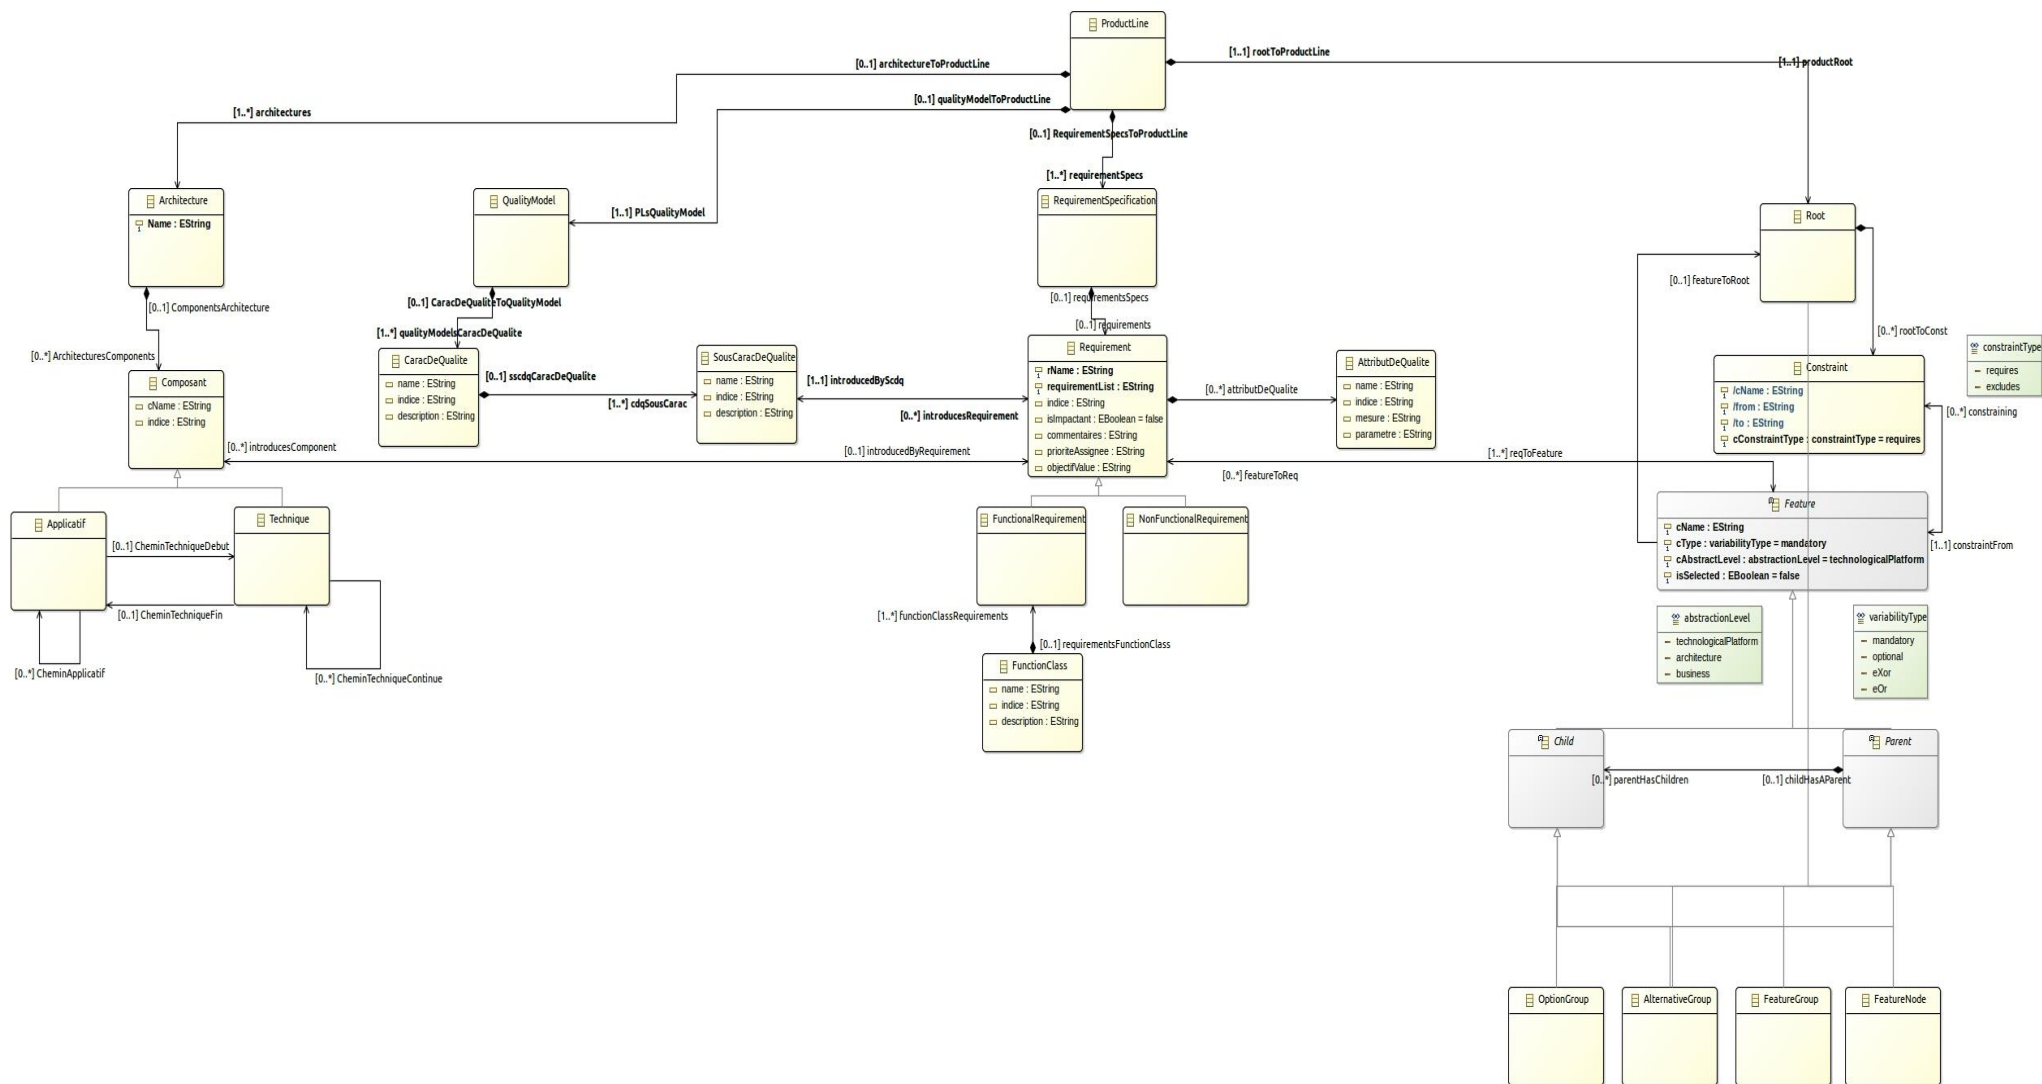 ProductLine
[0..1] architectureToProductLine
[1..1] rootToProductLine
[1..1] productRoot
[1..*] architectures
[0..1] qualityModelToProductLine
[0..1] RequirementSpecsToProductLine
[1..*] requirementSpecs
Architecture
Name : EString
QualityModel
[1..1] PLsQualityModel
RequirementSpecification
Root
[0..1] featureToRoot
[0..1] ComponentsArchitecture
[0..1] CaracDeQualiteToQualityModel
[0..1] requirementsSpecs
[0..*] ArchitecturesComponents
[1..*] qualityModelsCaracDeQualite
[0..1] requirements
[0..*] rootToConst
constraintType
requires
excludes
Composant
cName : EString
indice : EString
CaracDeQualite
name : EString
indice : EString
description : EString
[0..1] sscdqCaracDeQualite
[1..*] cdqSousCarac
SousCaracDeQualite
name : EString
indice : EString
description : EString
[1..1] introducedByScdq
[0..*] introducesRequirement
Requirement
rName : EString
requirementList : EString
indice : EString
isImpactant : EBoolean = false
commentaires : EString
prioriteAssignee : EString
objectifValue : EString
[0..*] attributDeQualite
AttributDeQualite
name : EString
indice : EString
mesure : EString
parametre : EString
Constraint
/cName : EString
/from : EString
/to : EString
cConstraintType : constraintType = requires
[0..*] constraining
[0..*] introducesComponent
[0..1] introducedByRequirement
[1..*] reqToFeature
[0..*] featureToReq
Feature
cName : EString
cType : variabilityType = mandatory
cAbstractLevel : abstractionLevel = technologicalPlatform
isSelected : EBoolean = false
[1..1] constraintFrom
Applicatif
Technique
[0..1] CheminTechniqueDebut
[0..1] CheminTechniqueFin
[0..*] CheminApplicatif
[0..*] CheminTechniqueContinue
FunctionalRequirement
NonFunctionalRequirement
[1..*] functionClassRequirements
[0..1] requirementsFunctionClass
FunctionClass
name : EString
indice : EString
description : EString
abstractionLevel
technologicalPlatform
architecture
business
variabilityType
mandatory
optional
eXor
eOr
Child
Parent
[0..*] parentHasChildren
[0..1] childHasAParent
OptionGroup
AlternativeGroup
FeatureGroup
FeatureNode